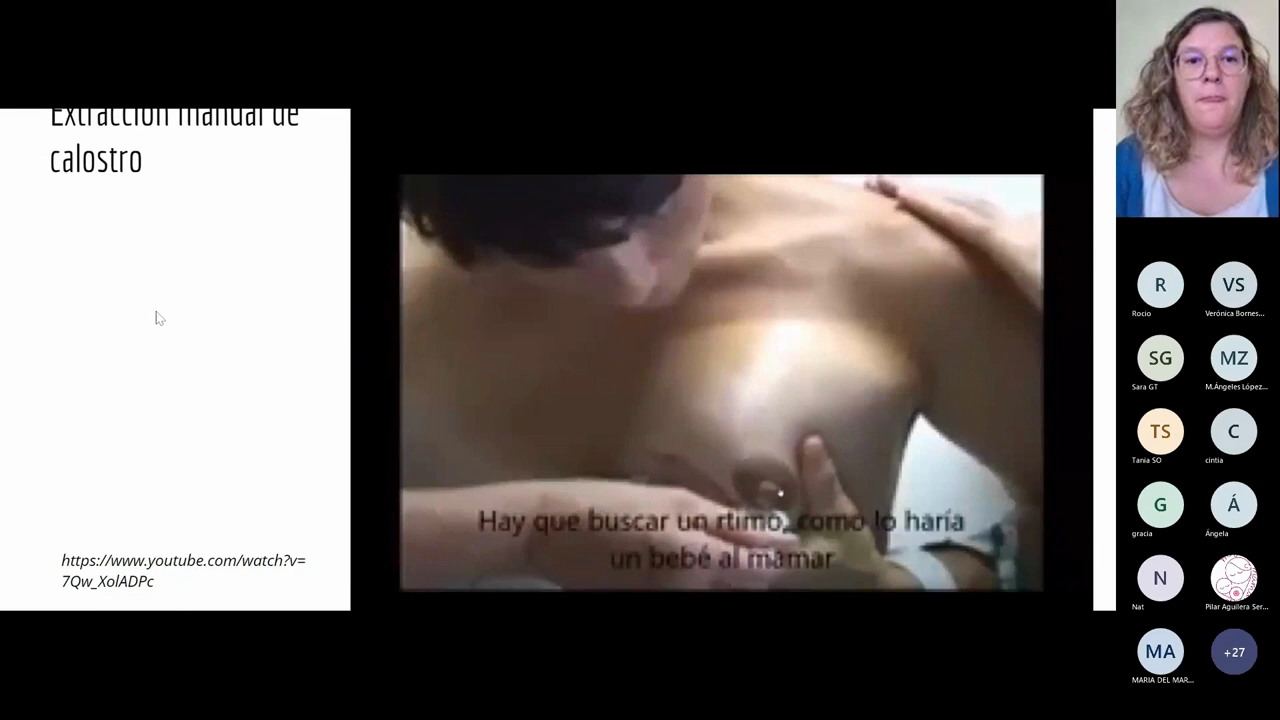 Extracción manual de
calostro
https://www.youtube.com/watch?v=
7Qw_XolADPc
Hay que buscar un rtimo, como lo haría
un bebé al mamar
R
VS
Rocio
Verónica Bornes...
SG
MZ
Sara GT
M.Ángeles López...
TS
C
Tania SO
cintia
G
Á
gracia
Ángela
N
Nat
Pilar Aguilera Ser...
MA
+27
MARIA DEL MAR...